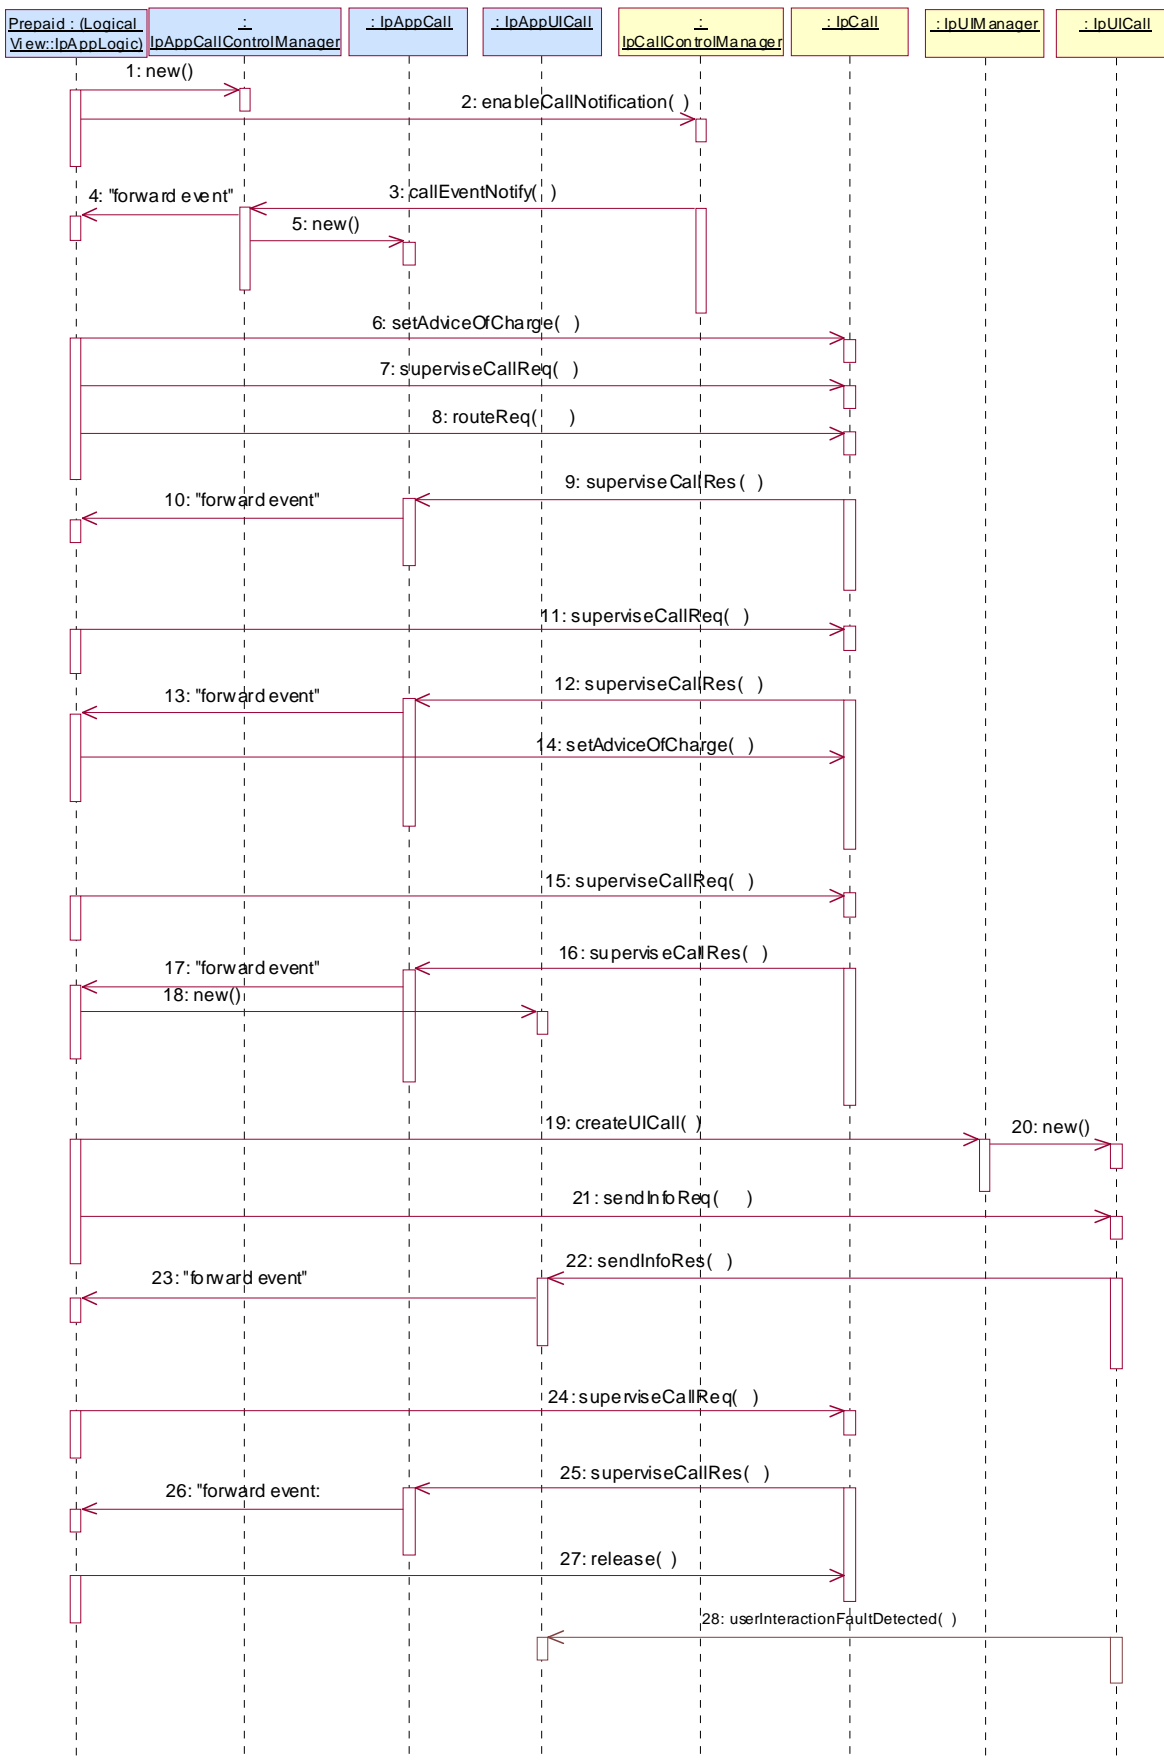 Prepaid : (Logical
View::IpAppLogic)
:
IpAppCallControlManager
: IpAppCall
: IpAppUICall
:
IpCallControlManager
: IpCall
: IpUIManager
: IpUICall
1: new()
2: enableCallNotification( )
3: callEventNotify( )
4: "forward event"
5: new()
6: setAdviceOfCharge( )
7: superviseCallReq( )
8: routeReq( )
9: superviseCallRes( )
10: "forward event"
11: superviseCallReq( )
12: superviseCallRes( )
13: "forward event"
14: setAdviceOfCharge( )
15: superviseCallReq( )
16: superviseCallRes( )
17: "forward event"
18: new()
19: createUICall( )
20: new()
21: sendInfoReq( )
22: sendInfoRes( )
23: "forward event"
24: superviseCallReq( )
25: superviseCallRes( )
26: "forward event:
27: release( )
28: userInteractionFaultDetected( )